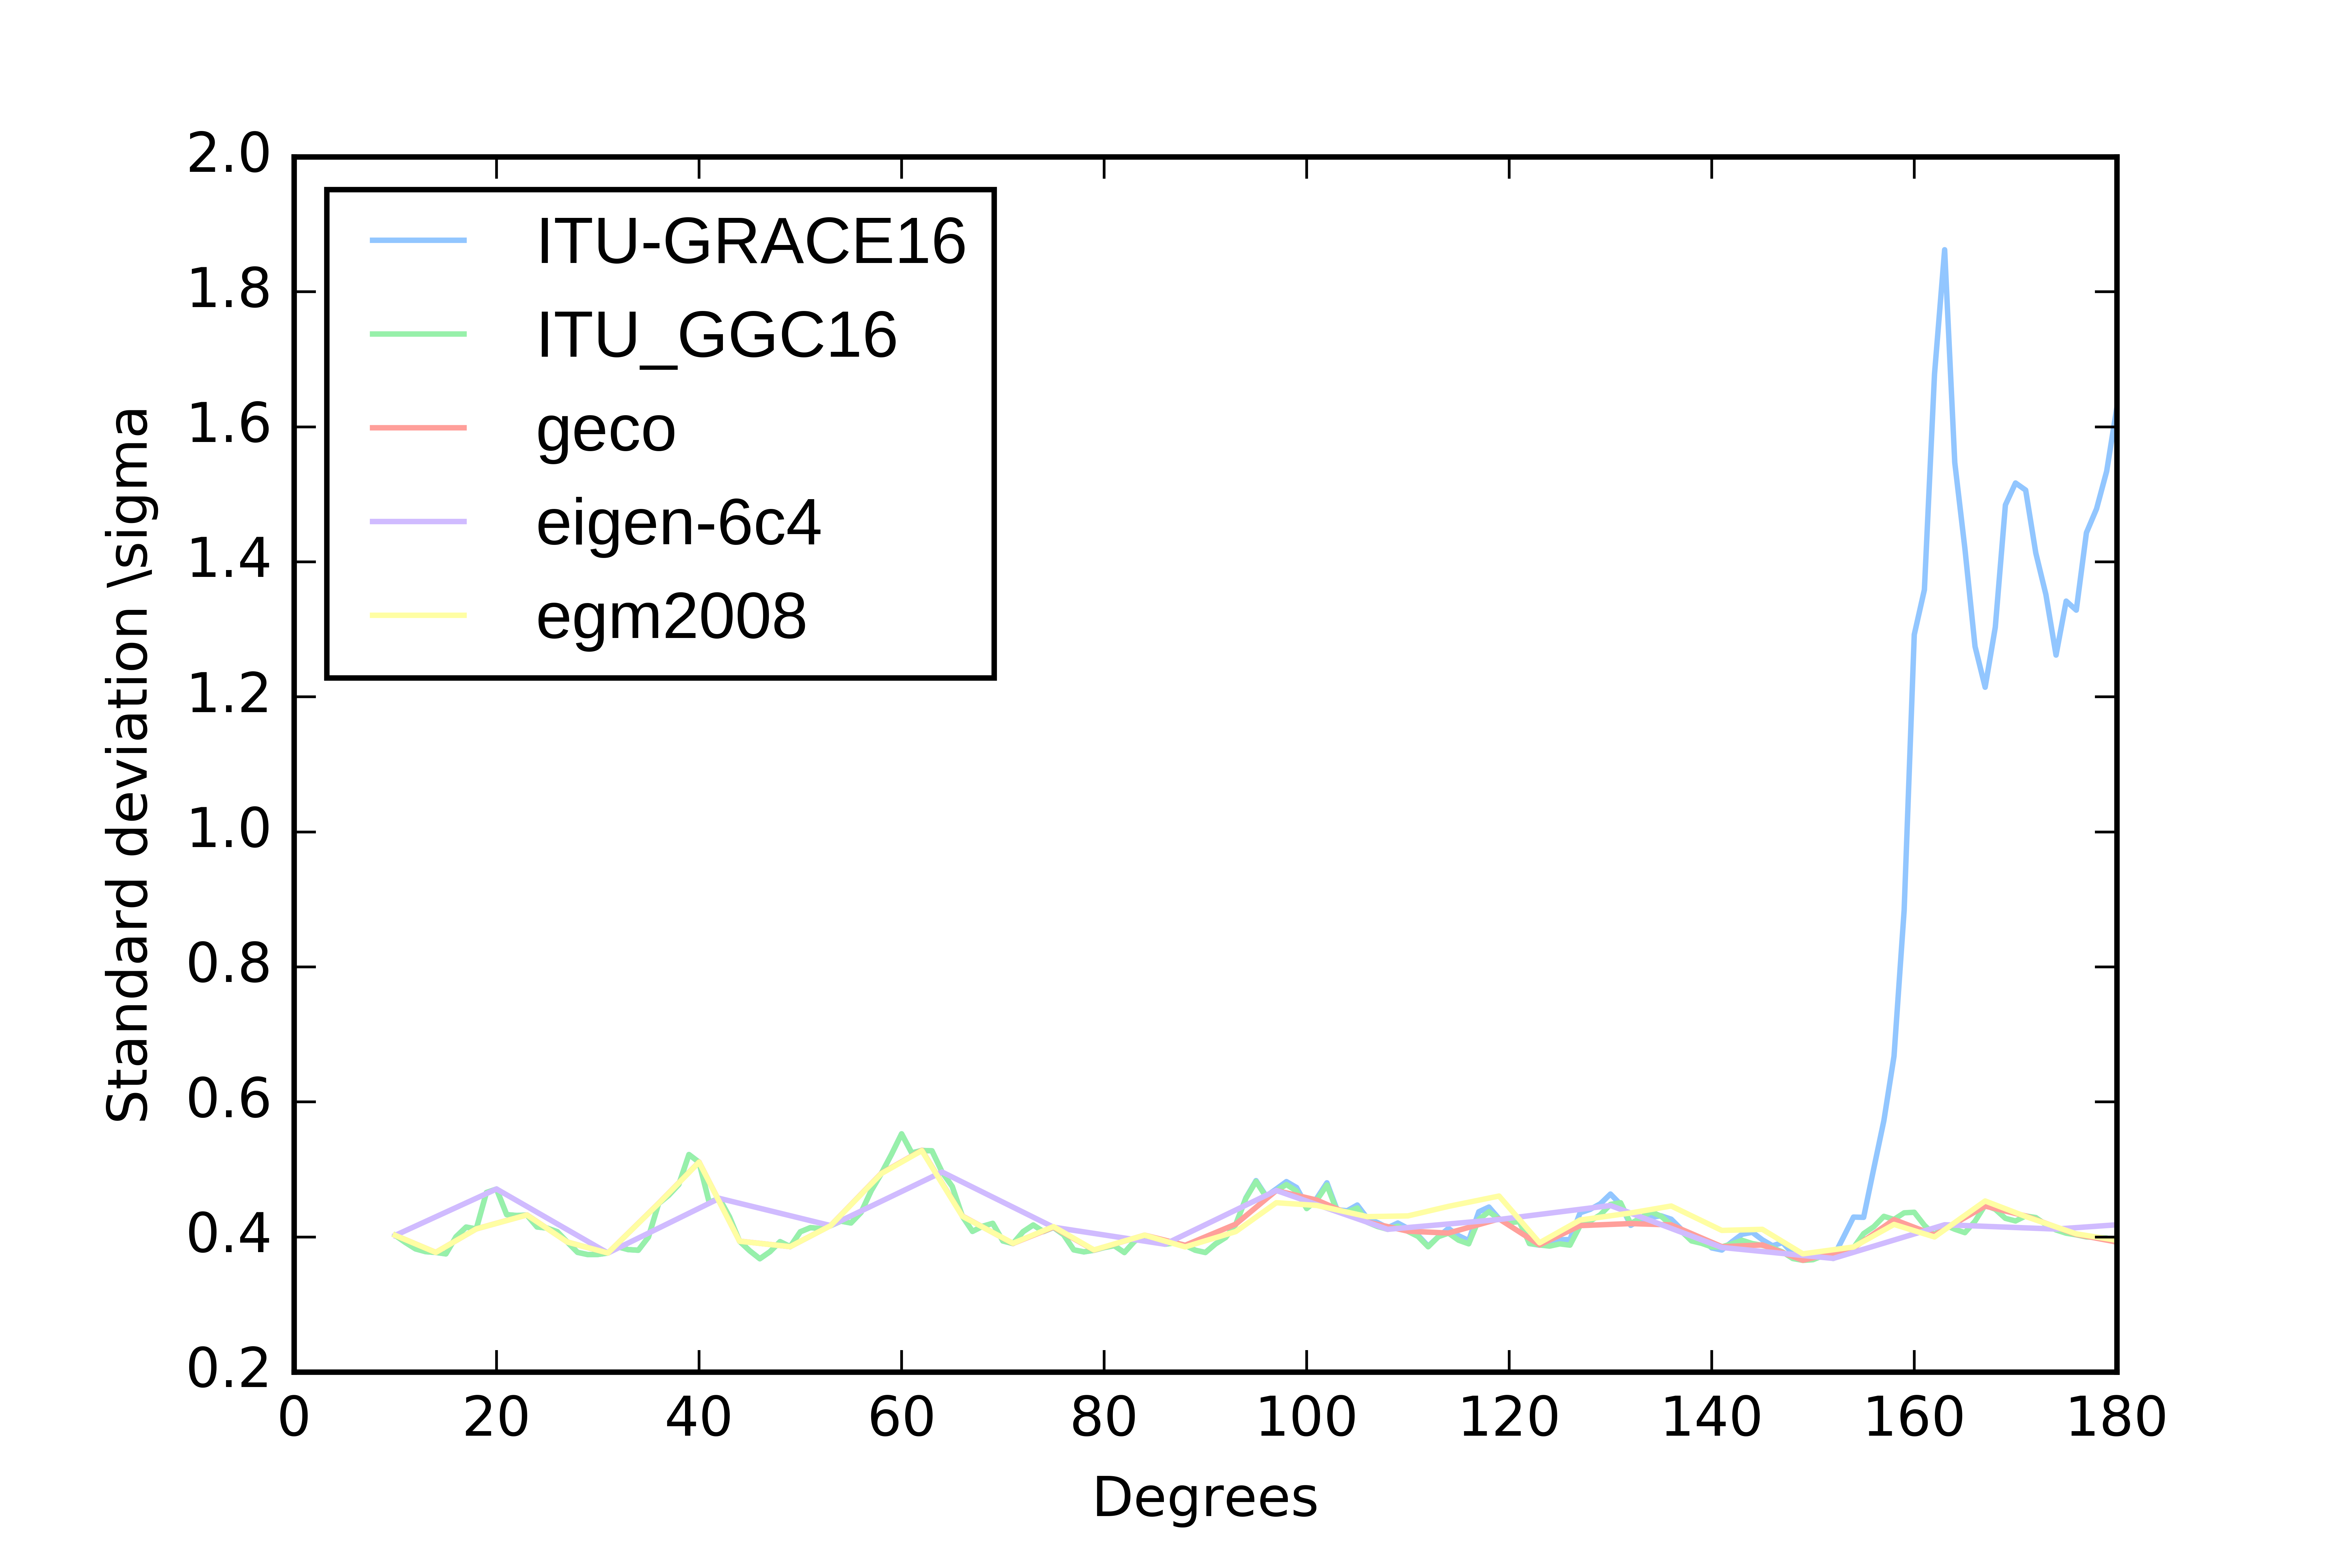 2.0
1.8
1.6
1.4
1.2
1.0
0.8
0.6
0.4
0.2
Standard deviation \sigma
ITU-GRACE16
ITU_GGC16
geco
eigen-6c4
egm2008
0 20 40 60 80 100 120 140 160 180
Degrees